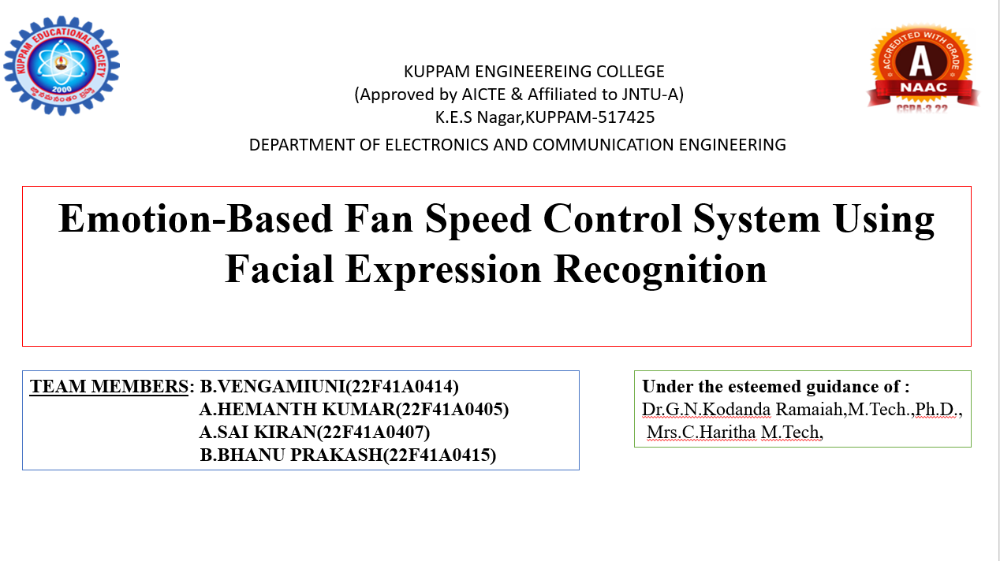 KUPPAM EDUCATIONAL SOCIETY
2000
జ్ఞానమనంతం బ్రహ్మ
ACCREDITED WITH GRADE
A
NAAC
CGPA-3.22
KUPPAM ENGINEEREING COLLEGE
(Approved by AICTE & Affiliated to JNTU-A)
K.E.S Nagar,KUPPAM-517425
DEPARTMENT OF ELECTRONICS AND COMMUNICATION ENGINEERING
Emotion-Based Fan Speed Control System Using
Facial Expression Recognition
TEAM MEMBERS: B.VENGAMIUNI(22F41A0414)
A.HEMANTH KUMAR(22F41A0405)
A.SAI KIRAN(22F41A0407)
B.BHANU PRAKASH(22F41A0415)
Under the esteemed guidance of :
Dr.G.N.Kodanda Ramaiah,M.Tech.,Ph.D.,
Mrs.C.Haritha M.Tech,